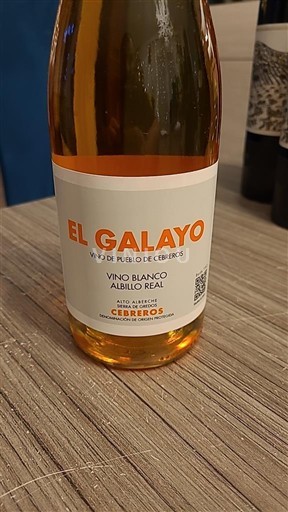 EL GALAYO
VINO DE PUEBLO DE CEBREROS
VINO BLANCO
ALBILLO REAL
ALTO ALBERCHE
SIERRA DE GREDOS
CEBREROS
DENOMINACIÓN DE ORIGEN PROTEGIDA